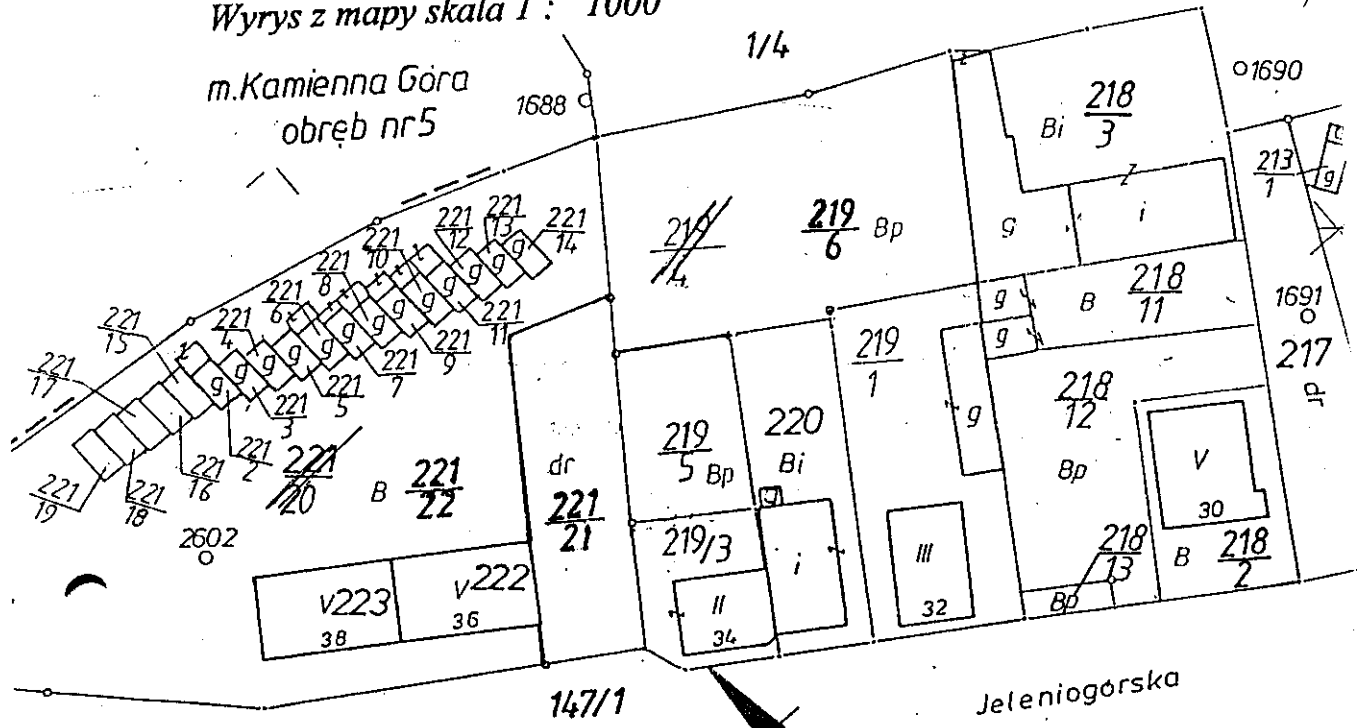 Wyrys z mapy skala 1 : 1000
m.Kamienna Góra
obręb nr5
1/4
1688
1690
Bi 218/3
213/1
g
219/4
219/6 Bp
g
i
221/10
221/12
221/13
221/14
221/8
221/6
221/4
221/15
221/17
g g g g g g g g g g g
221/11
221/9
221/7
221/5
221/3
221/2
221/16
221/18
221/19
221/20
B 221/22
2602
dr
221/21
219/5 Bp
220
Bi
219/1
g
g
g
B 218/11
1691
217
dr
218/12
Bp
V
30
B 218/2
218/13
Bp
219/3
g
i
II
34
III
32
V223
38
V222
36
147/1
Jeleniogórska